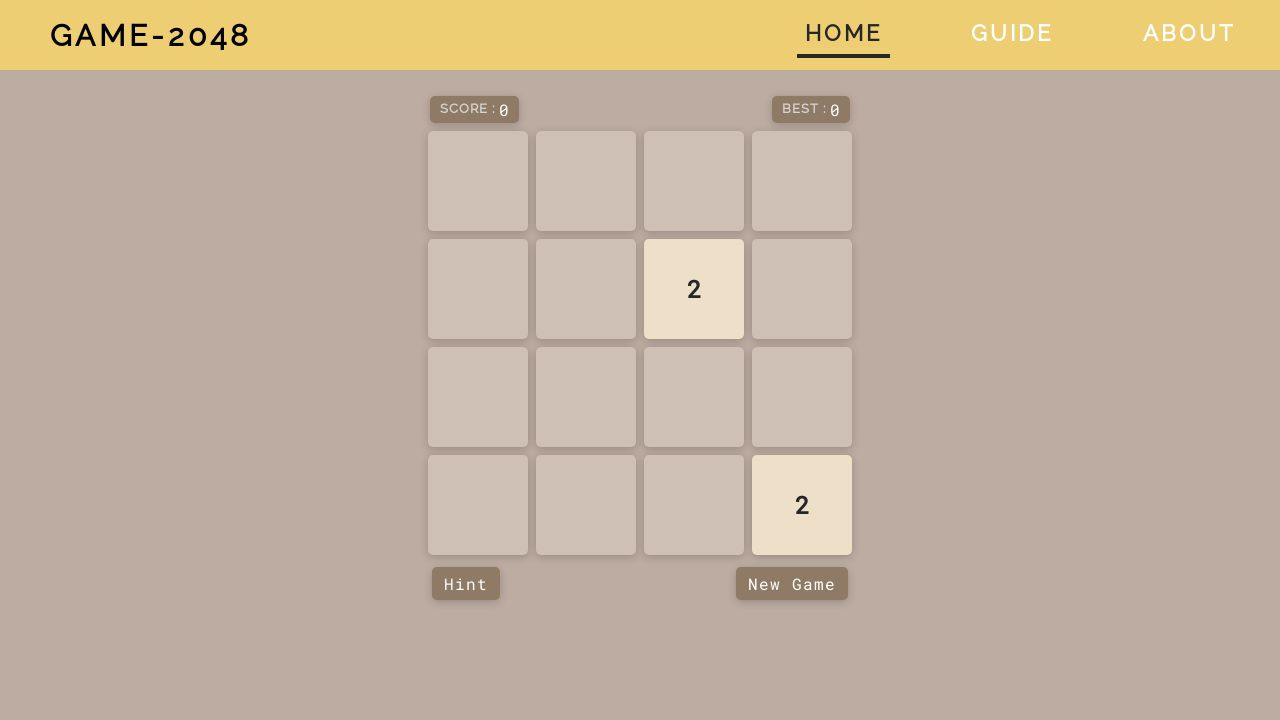 GAME-2048
HOME GUIDE ABOUT
SCORE : 0
BEST : 0
2
2
Hint
New Game